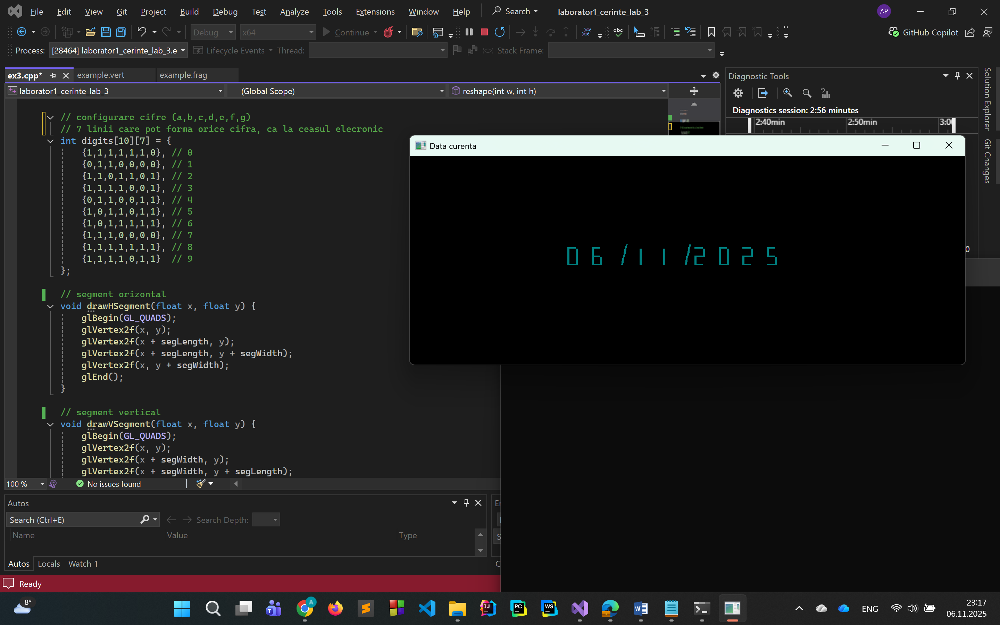 File Edit View Git Project Build Debug Test Analyze Tools Extensions Window Help Search laborator1_cerinte_lab_3 AP
Debug x64 Continue abc GitHub Copilot
Process: [28464] laborator1_cerinte_lab_3.e Lifecycle Events Thread: Stack Frame:
ex3.cpp* example.vert example.frag
laborator1_cerinte_lab_3 (Global Scope) reshape(int w, int h)
// configurare cifre (a,b,c,d,e,f,g)
// 7 linii care pot forma orice cifra, ca la ceasul elecronic
int digits[10][7] = {
{1,1,1,1,1,1,0}, // 0
{0,1,1,0,0,0,0}, // 1
{1,1,0,1,1,0,1}, // 2
{1,1,1,1,0,0,1}, // 3
{0,1,1,0,0,1,1}, // 4
{1,0,1,1,0,1,1}, // 5
{1,0,1,1,1,1,1}, // 6
{1,1,1,0,0,0,0}, // 7
{1,1,1,1,1,1,1}, // 8
{1,1,1,1,0,1,1} // 9
};
// segment orizontal
void drawHSegment(float x, float y) {
glBegin(GL_QUADS);
glVertex2f(x, y);
glVertex2f(x + segLength, y);
glVertex2f(x + segLength, y + segWidth);
glVertex2f(x, y + segWidth);
glEnd();
}
// segment vertical
void drawVSegment(float x, float y) {
glBegin(GL_QUADS);
glVertex2f(x, y);
glVertex2f(x + segWidth, y);
glVertex2f(x + segWidth, y + segLength);
100 % No issues found
Diagnostic Tools
Diagnostics session: 2:56 minutes
2:40min 2:50min
0
Solution Explorer
Git Changes
Data curenta
06/11/2025
Autos
Search (Ctrl+E) Search Depth:
Name Value Type
Autos Locals Watch 1
Ready
8°
A T IJ PC WS W
ENG
23:17
06.11.2025